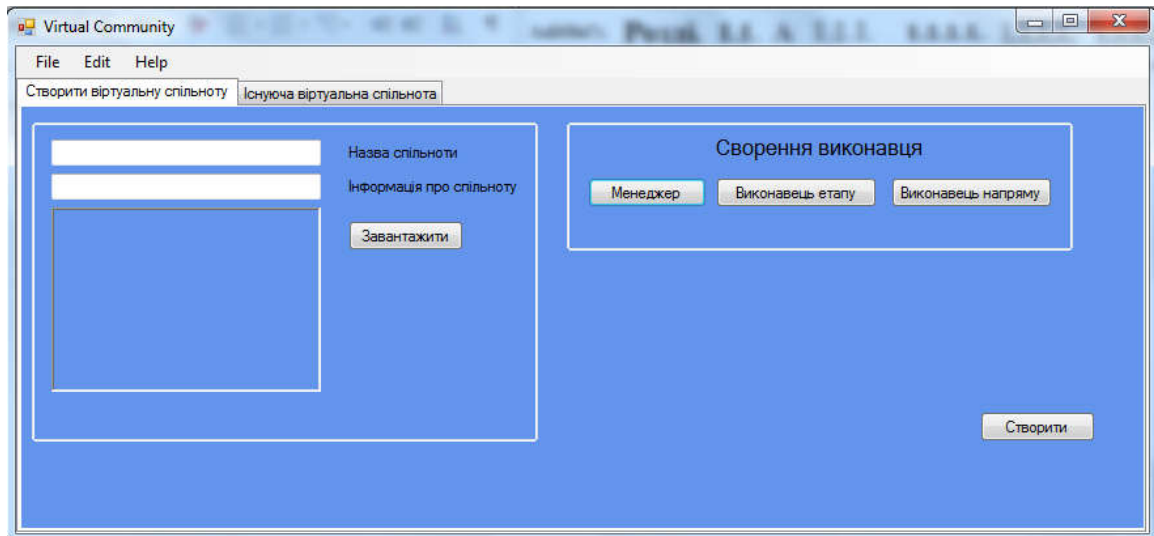 Virtual Community
File Edit Help
Створити віртуальну спільноту Існуюча віртуальна спільнота
Назва спільноти
Інформація про спільноту
Завантажити
Сворення виконавця
Менеджер Виконавець етапу Виконавець напряму
Створити